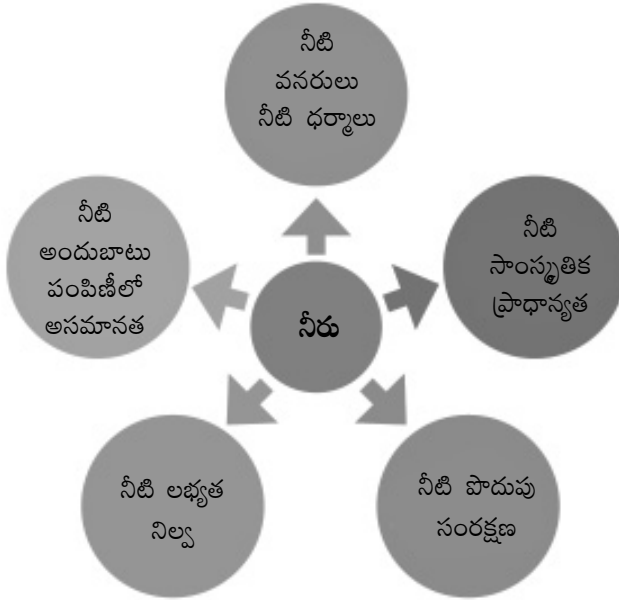 నీటి
వనరులు
నీటి ధర్మాలు
నీటి
అందుబాటు
పంపిణీలో
అసమానత
నీటి
సాంస్కృతిక
ప్రాధాన్యత
నీరు
నీటి లభ్యత
నిల్వ
నీటి పొదుపు
సంరక్షణ